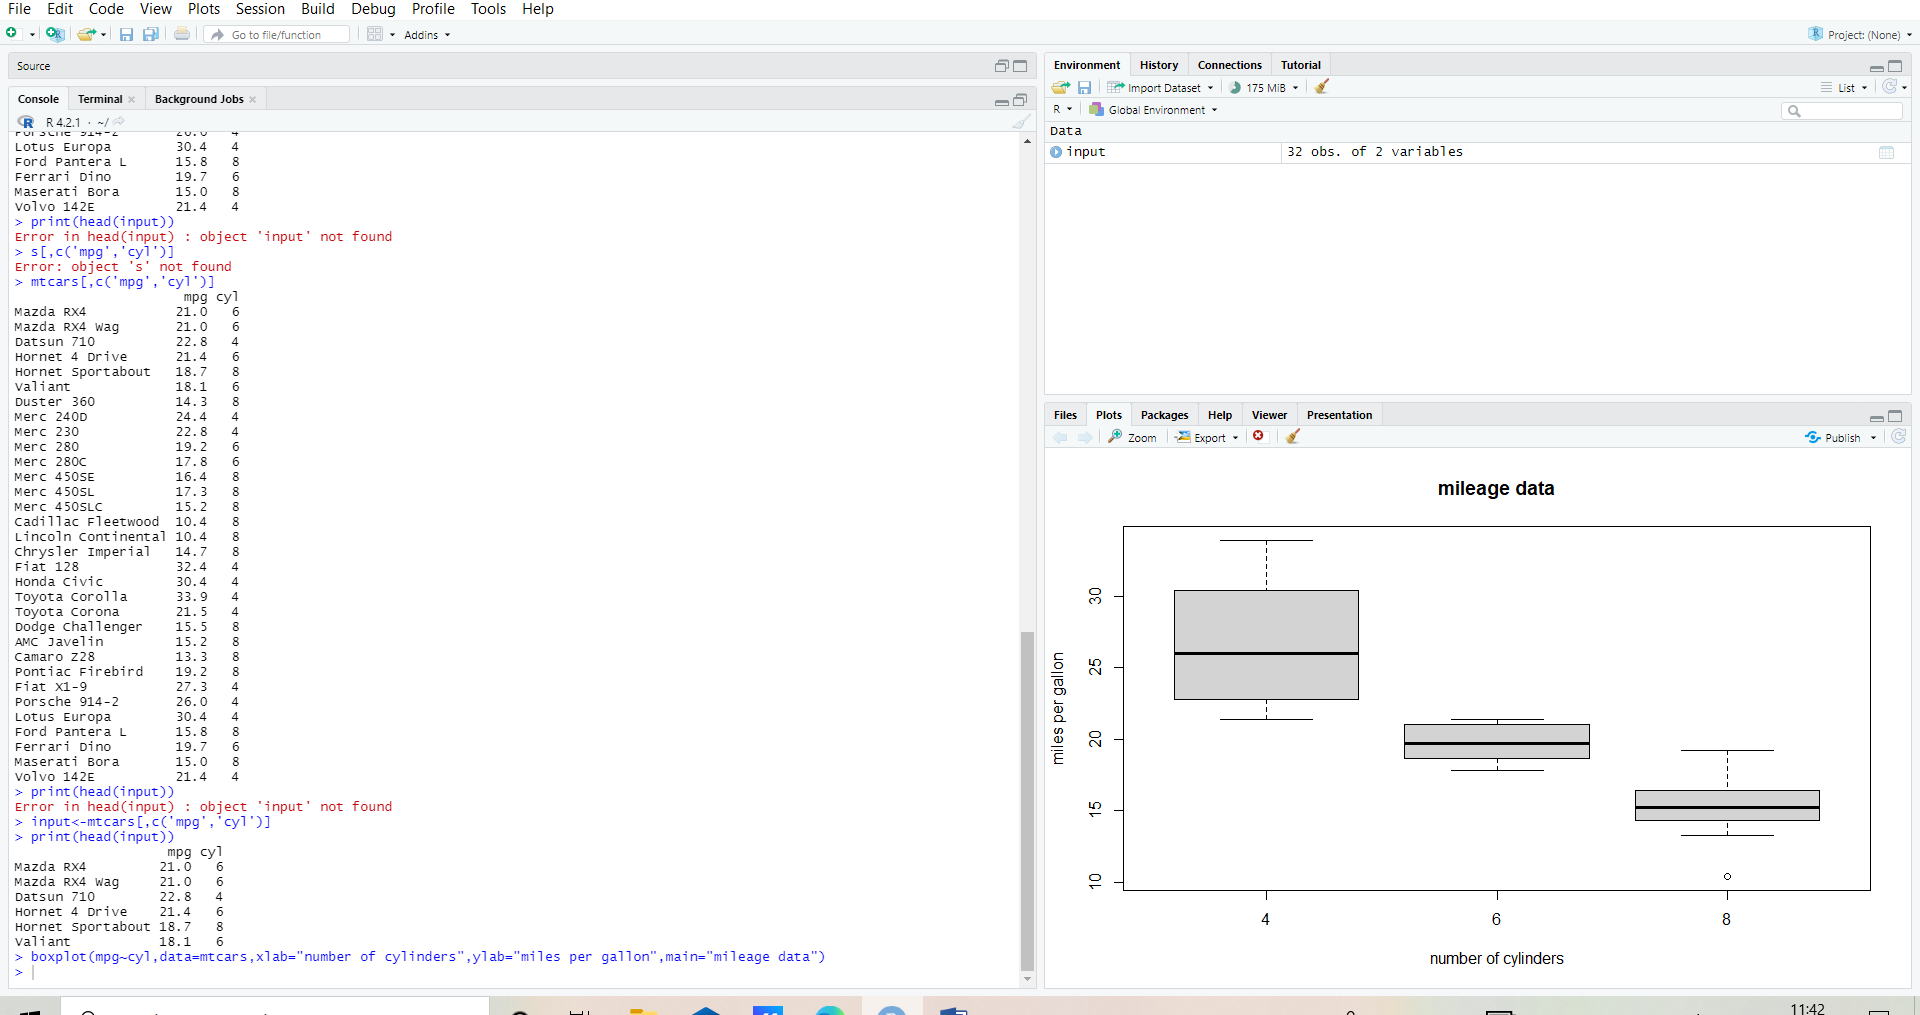 File Edit Code View Plots Session Build Debug Profile Tools Help
Go to file/function Addins Project: (None)
Source
Console Terminal Background Jobs
R 4.2.1 · ~/
Porsche 914-2 26.0 4
Lotus Europa 30.4 4
Ford Pantera L 15.8 8
Ferrari Dino 19.7 6
Maserati Bora 15.0 8
Volvo 142E 21.4 4
> print(head(input))
Error in head(input) : object 'input' not found
> s[,c('mpg','cyl')]
Error: object 's' not found
> mtcars[,c('mpg','cyl')]
mpg cyl
Mazda RX4 21.0 6
Mazda RX4 Wag 21.0 6
Datsun 710 22.8 4
Hornet 4 Drive 21.4 6
Hornet Sportabout 18.7 8
Valiant 18.1 6
Duster 360 14.3 8
Merc 240D 24.4 4
Merc 230 22.8 4
Merc 280 19.2 6
Merc 280C 17.8 6
Merc 450SE 16.4 8
Merc 450SL 17.3 8
Merc 450SLC 15.2 8
Cadillac Fleetwood 10.4 8
Lincoln Continental 10.4 8
Chrysler Imperial 14.7 8
Fiat 128 32.4 4
Honda Civic 30.4 4
Toyota Corolla 33.9 4
Toyota Corona 21.5 4
Dodge Challenger 15.5 8
AMC Javelin 15.2 8
Camaro Z28 13.3 8
Pontiac Firebird 19.2 8
Fiat X1-9 27.3 4
Porsche 914-2 26.0 4
Lotus Europa 30.4 4
Ford Pantera L 15.8 8
Ferrari Dino 19.7 6
Maserati Bora 15.0 8
Volvo 142E 21.4 4
> print(head(input))
Error in head(input) : object 'input' not found
> input<-mtcars[,c('mpg','cyl')]
> print(head(input))
mpg cyl
Mazda RX4 21.0 6
Mazda RX4 Wag 21.0 6
Datsun 710 22.8 4
Hornet 4 Drive 21.4 6
Hornet Sportabout 18.7 8
Valiant 18.1 6
> boxplot(mpg~cyl,data=mtcars,xlab="number of cylinders",ylab="miles per gallon",main="mileage data")
>
Environment History Connections Tutorial
Import Dataset 175 MiB List
R Global Environment
Data
input 32 obs. of 2 variables
Files Plots Packages Help Viewer Presentation
Zoom Export Publish
mileage data
miles per gallon
30
25
20
15
10
4 6 8
number of cylinders
11:42